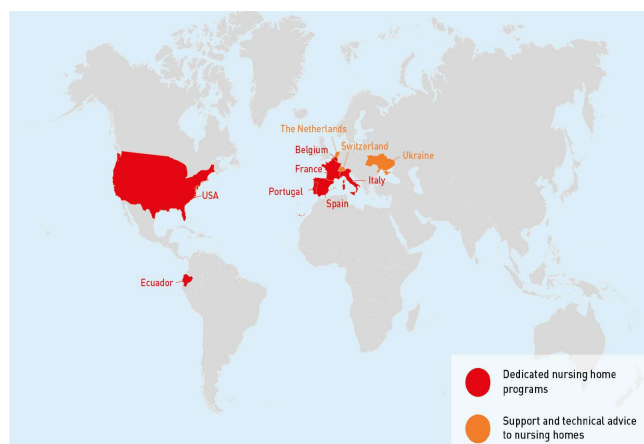 The Netherlands
Switzerland
Belgium
Ukraine
France
Italy
Portugal
USA
Spain
Ecuador
Dedicated nursing home
programs
Support and technical advice
to nursing homes